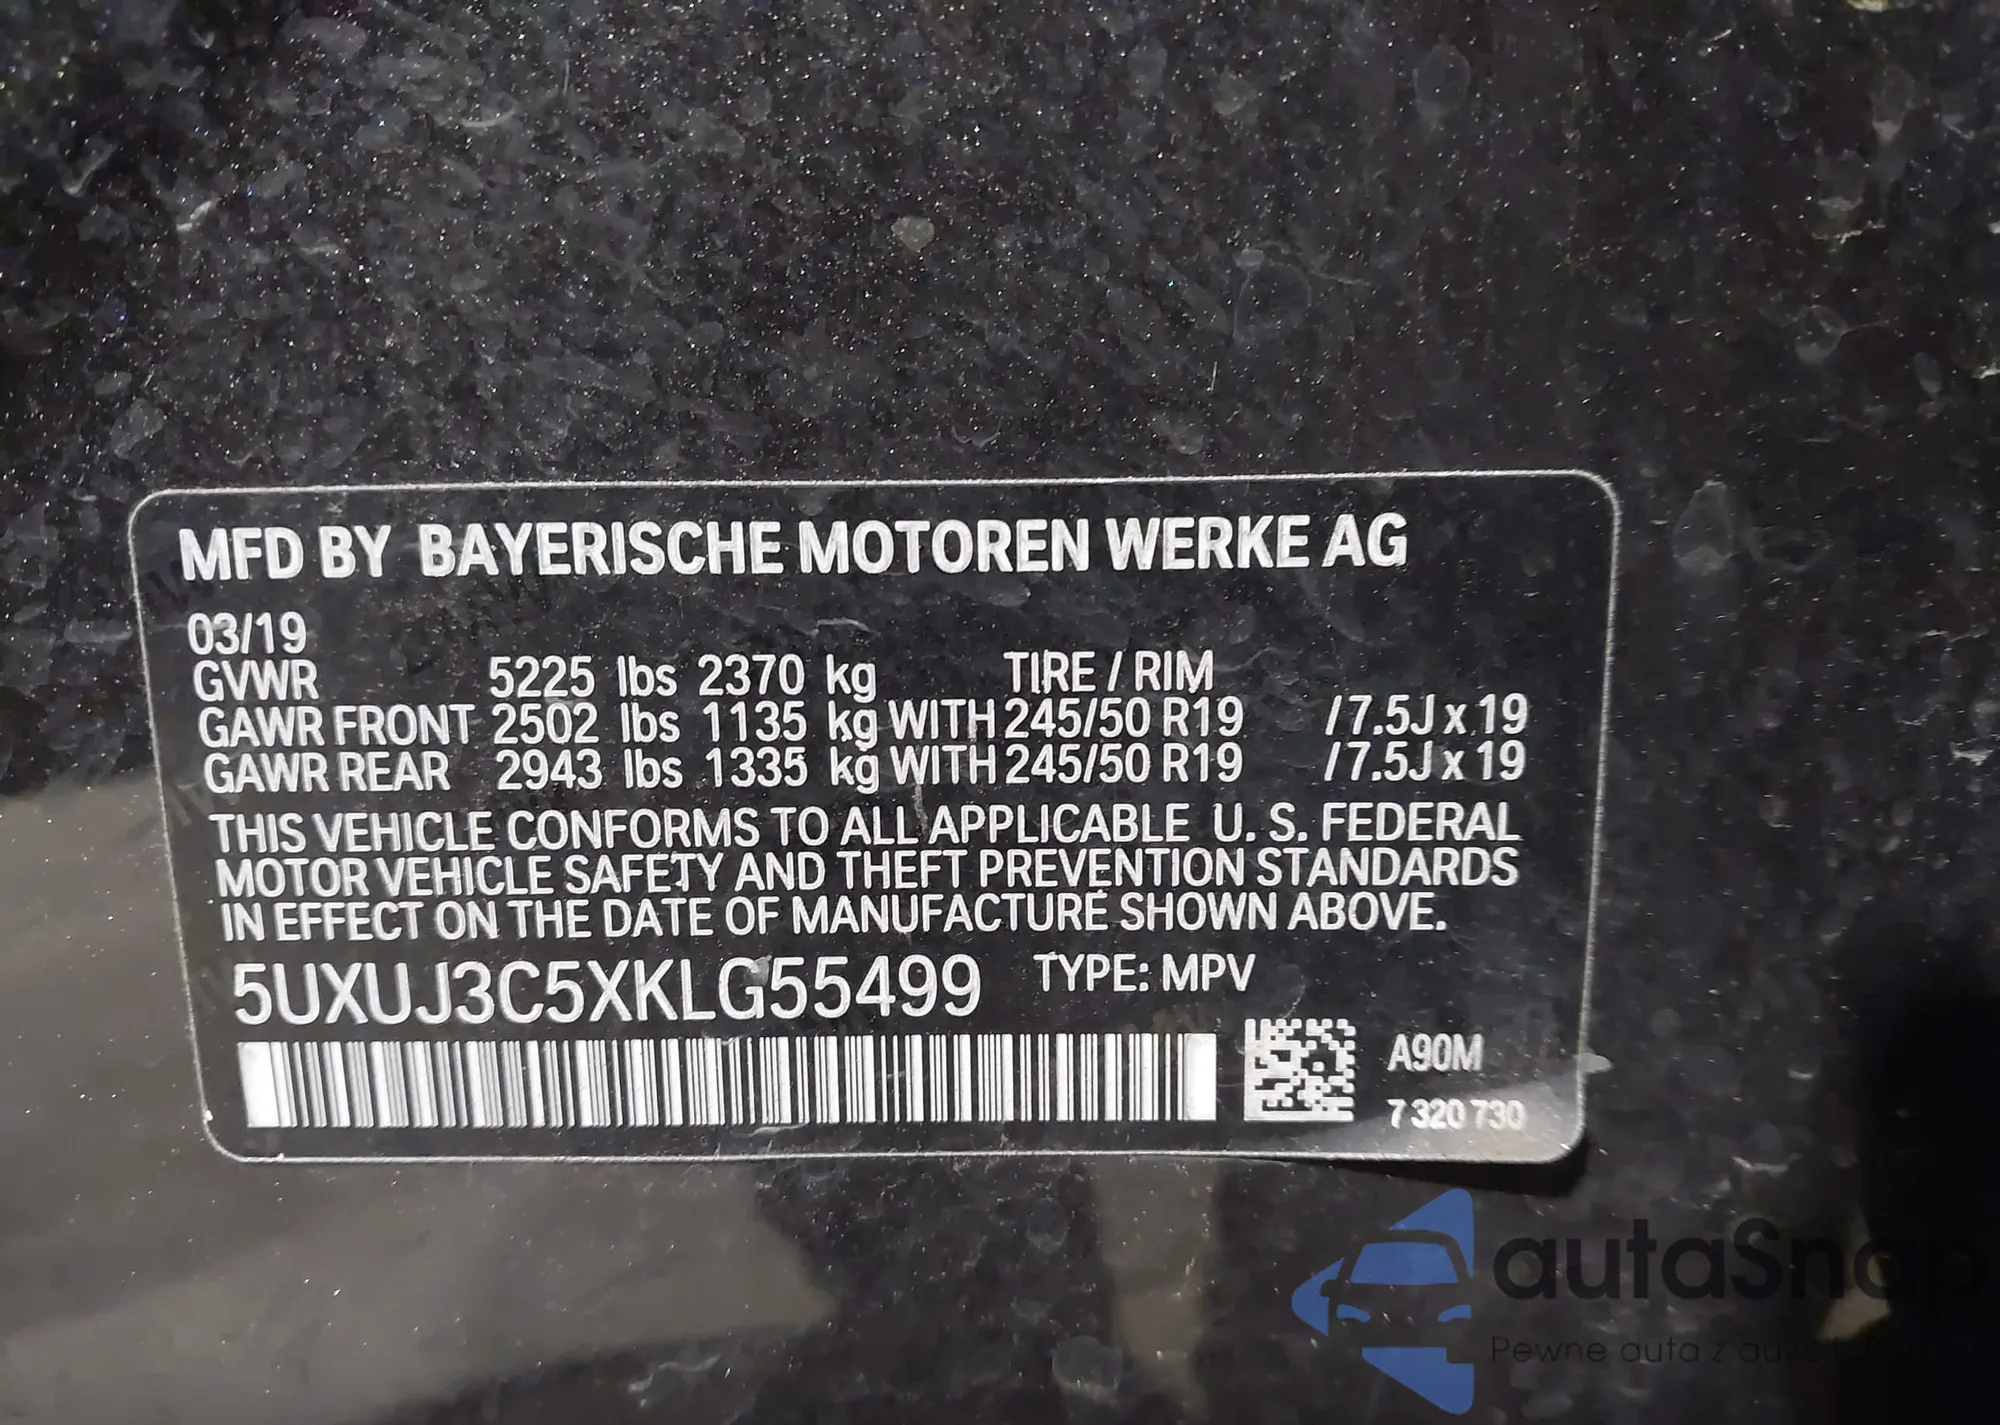 MFD BY BAYERISCHE MOTOREN WERKE AG
03/19
GVWR 5225 lbs 2370 kg TIRE / RIM
GAWR FRONT 2502 lbs 1135 kg WITH 245/50 R19 /7.5J x 19
GAWR REAR 2943 lbs 1335 kg WITH 245/50 R19 /7.5J x 19
THIS VEHICLE CONFORMS TO ALL APPLICABLE U. S. FEDERAL
MOTOR VEHICLE SAFETY AND THEFT PREVENTION STANDARDS
IN EFFECT ON THE DATE OF MANUFACTURE SHOWN ABOVE.
5UXUJ3C5XKLG55499 TYPE: MPV
A90M
7 320 730
autaSnap
Pewne auta z